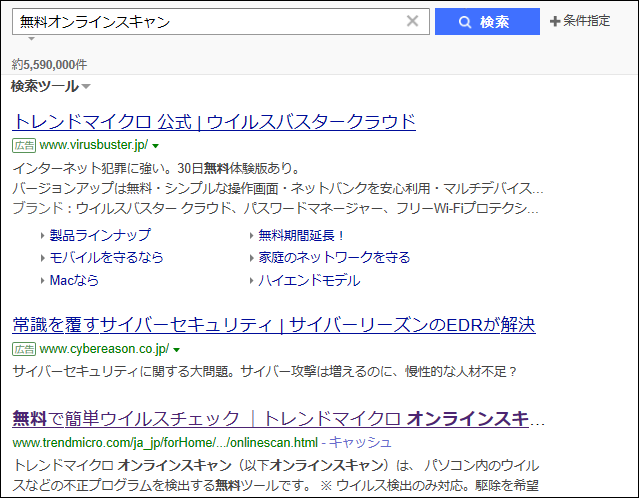 無料オンラインスキャン
検索
条件指定
約5,590,000件
検索ツール
トレンドマイクロ 公式 | ウイルスバスタークラウド
広告 www.virusbuster.jp/
インターネット犯罪に強い。30日無料体験版あり。
バージョンアップは無料・シンプルな操作画面・ネットバンクを安心利用・マルチデバイス...
ブランド：ウイルスバスター クラウド、パスワードマネージャー、フリーWi-Fiプロテクシ...
製品ラインナップ
無料期間延長！
モバイルを守るなら
家庭のネットワークを守る
Macなら
ハイエンドモデル
常識を覆すサイバーセキュリティ | サイバーリーズンのEDRが解決
広告 www.cybereason.co.jp/
サイバーセキュリティに関する大問題。サイバー攻撃は増えるのに、慢性的な人材不足？
無料で簡単ウイルスチェック ｜トレンドマイクロ オンラインスキ...
www.trendmicro.com/ja_jp/forHome/.../onlinescan.html - キャッシュ
トレンドマイクロ オンラインスキャン（以下オンラインスキャン）は、 パソコン内のウイル
スなどの不正プログラムを検出する無料ツールです。 ※ ウイルス検出のみ対応。駆除を希望